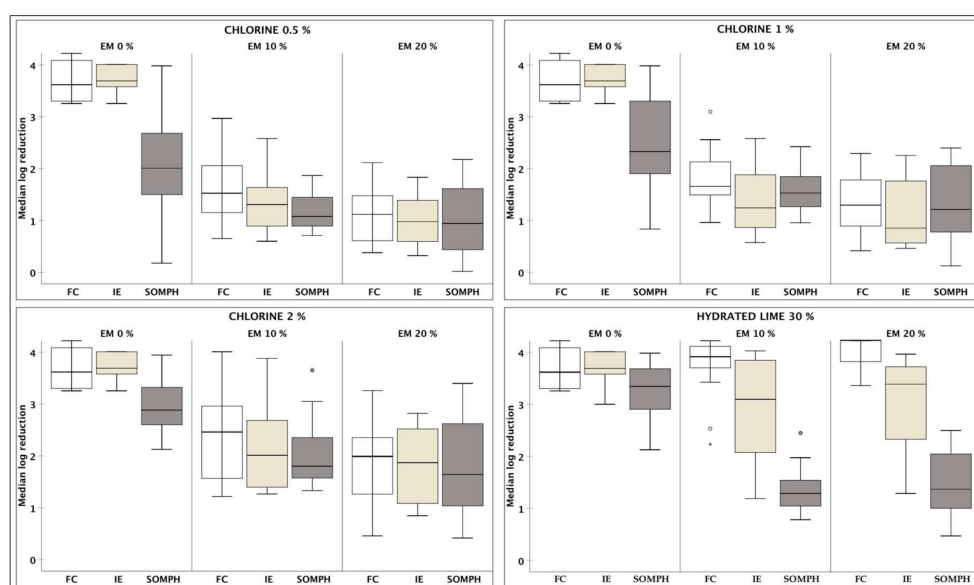 CHLORINE 0.5 %
EM 0 % EM 10 % EM 20 %
Median log reduction
4
3
2
1
0
FC IE SOMPH FC IE SOMPH FC IE SOMPH
CHLORINE 1 %
EM 0 % EM 10 % EM 20 %
Median log reduction
4
3
2
1
0
FC IE SOMPH FC IE SOMPH FC IE SOMPH
CHLORINE 2 %
EM 0 % EM 10 % EM 20 %
Median log reduction
4
3
2
1
0
FC IE SOMPH FC IE SOMPH FC IE SOMPH
HYDRATED LIME 30 %
EM 0 % EM 10 % EM 20 %
Median log reduction
4
3
2
1
0
FC IE SOMPH FC IE SOMPH FC IE SOMPH